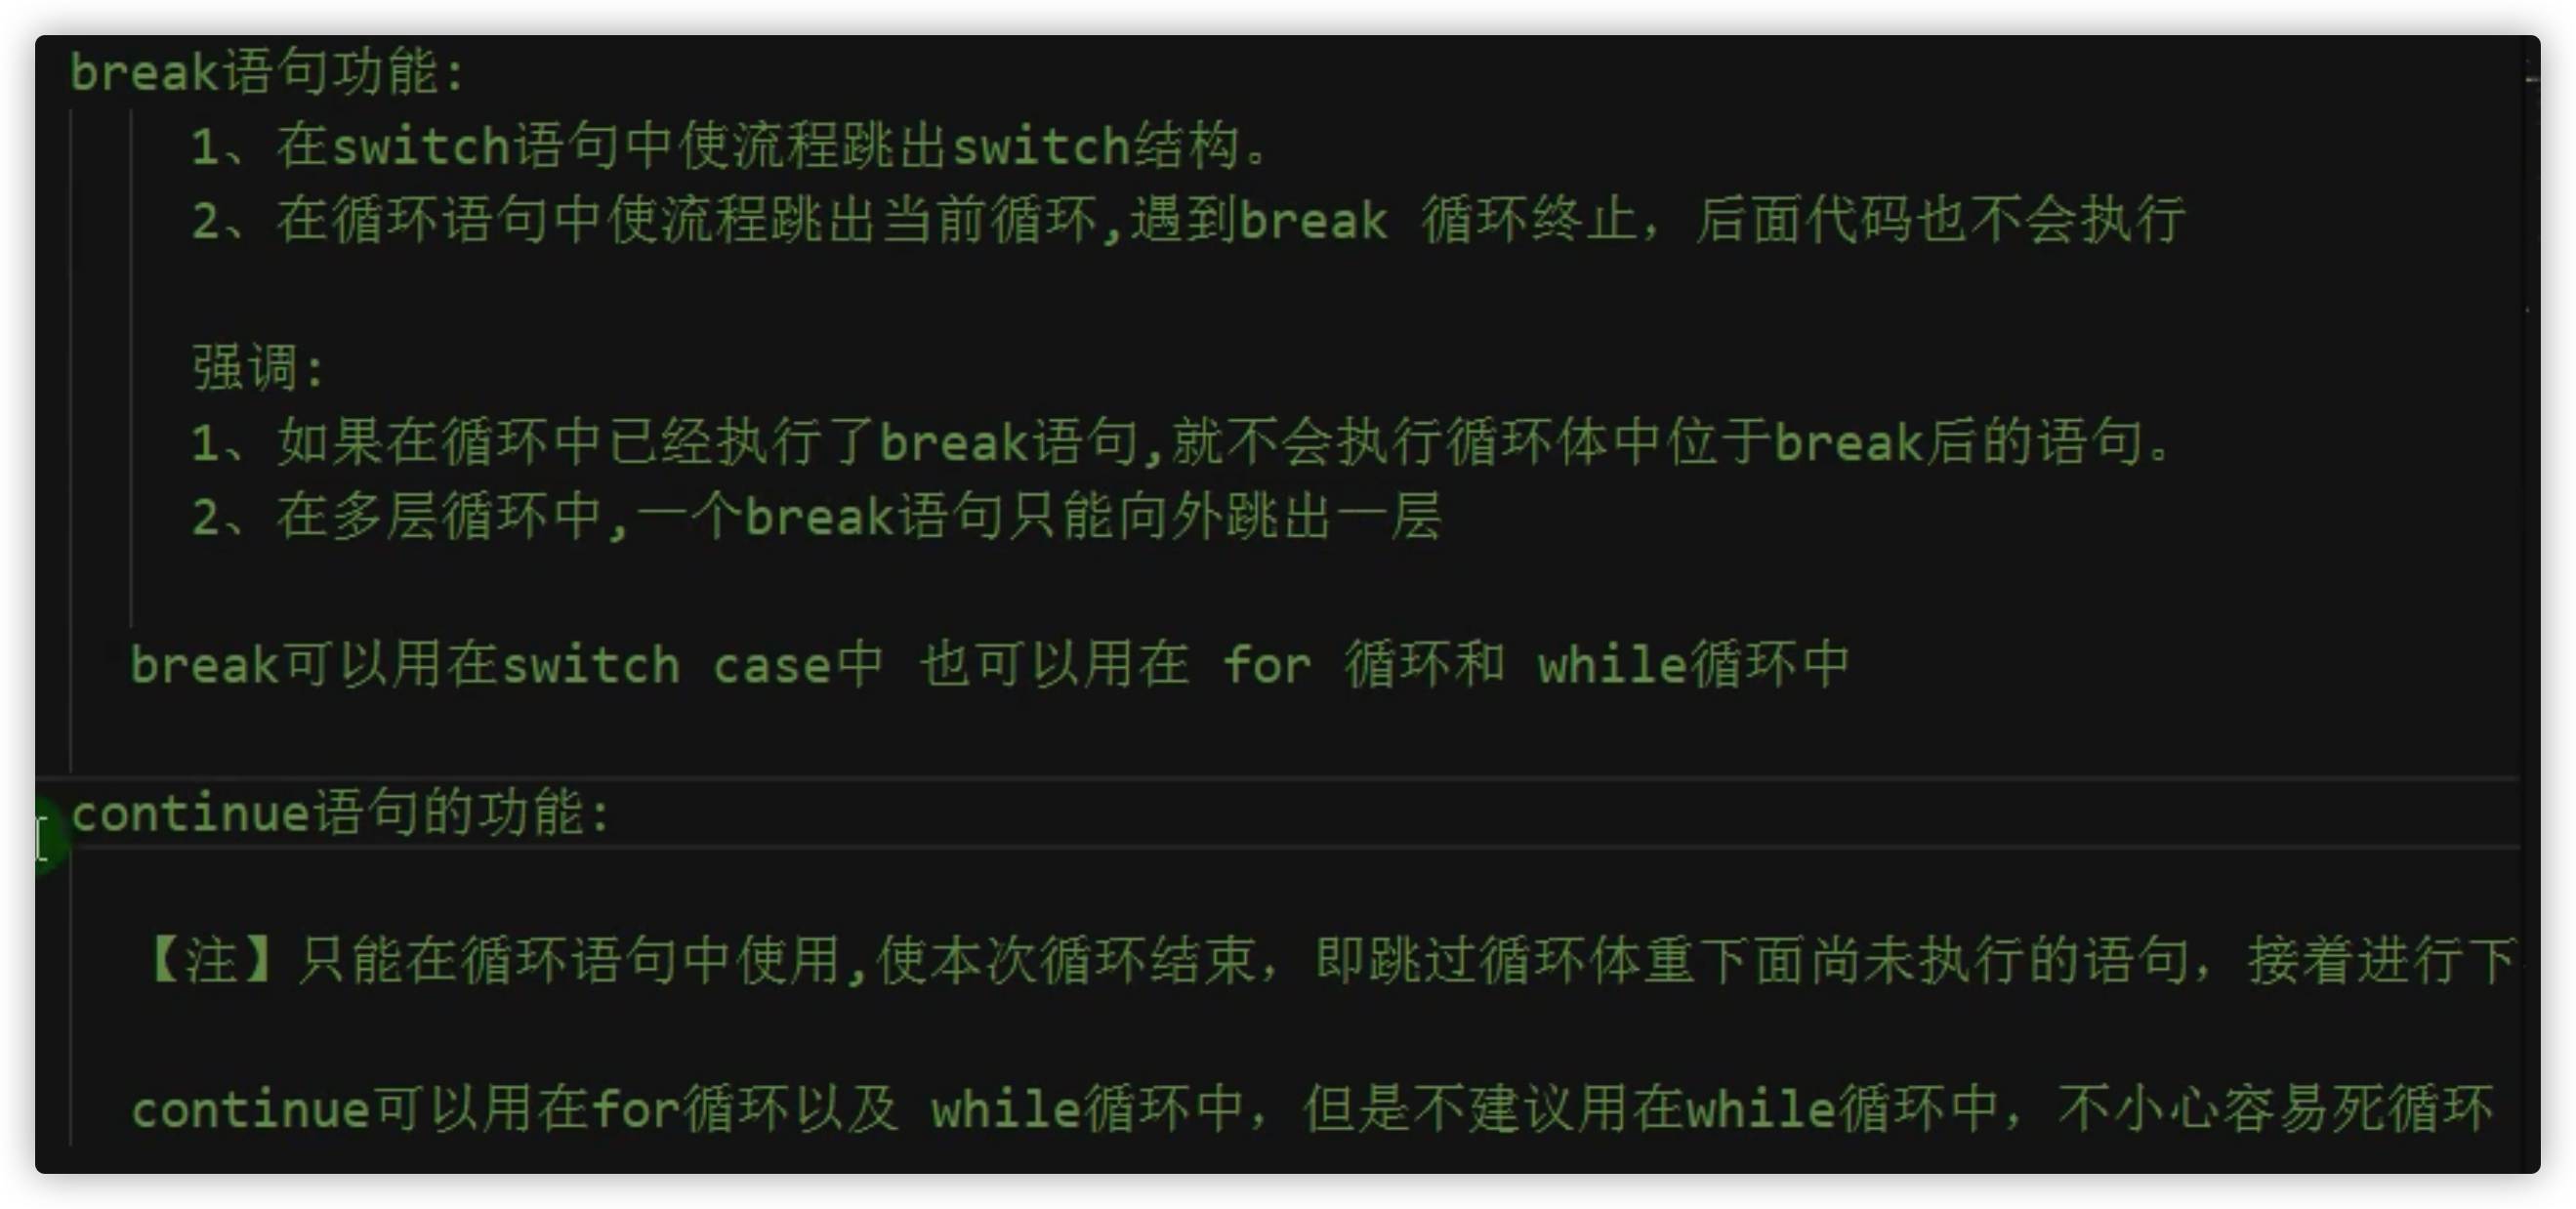 break语句功能:
1、在switch语句中使流程跳出switch结构。
2、在循环语句中使流程跳出当前循环,遇到break 循环终止，后面代码也不会执行
强调:
1、如果在循环中已经执行了break语句,就不会执行循环体中位于break后的语句。
2、在多层循环中,一个break语句只能向外跳出一层
break可以用在switch case中 也可以用在 for 循环和 while循环中
continue语句的功能:
【注】只能在循环语句中使用,使本次循环结束，即跳过循环体重下面尚未执行的语句，接着进行下
continue可以用在for循环以及 while循环中，但是不建议用在while循环中，不小心容易死循环